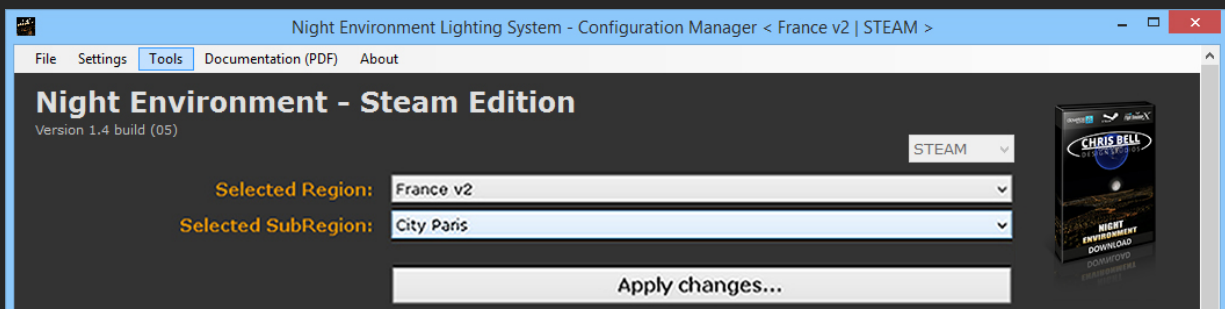 Night Environment Lighting System - Configuration Manager < France v2 | STEAM >
File Settings Tools Documentation (PDF) About
Night Environment - Steam Edition
Version 1.4 build (05)
STEAM
Selected Region: France v2
Selected SubRegion: City Paris
Apply changes...
CHRIS BELL
DESIGN STUDIOS
NIGHT
ENVIRONMENT
DOWNLOAD